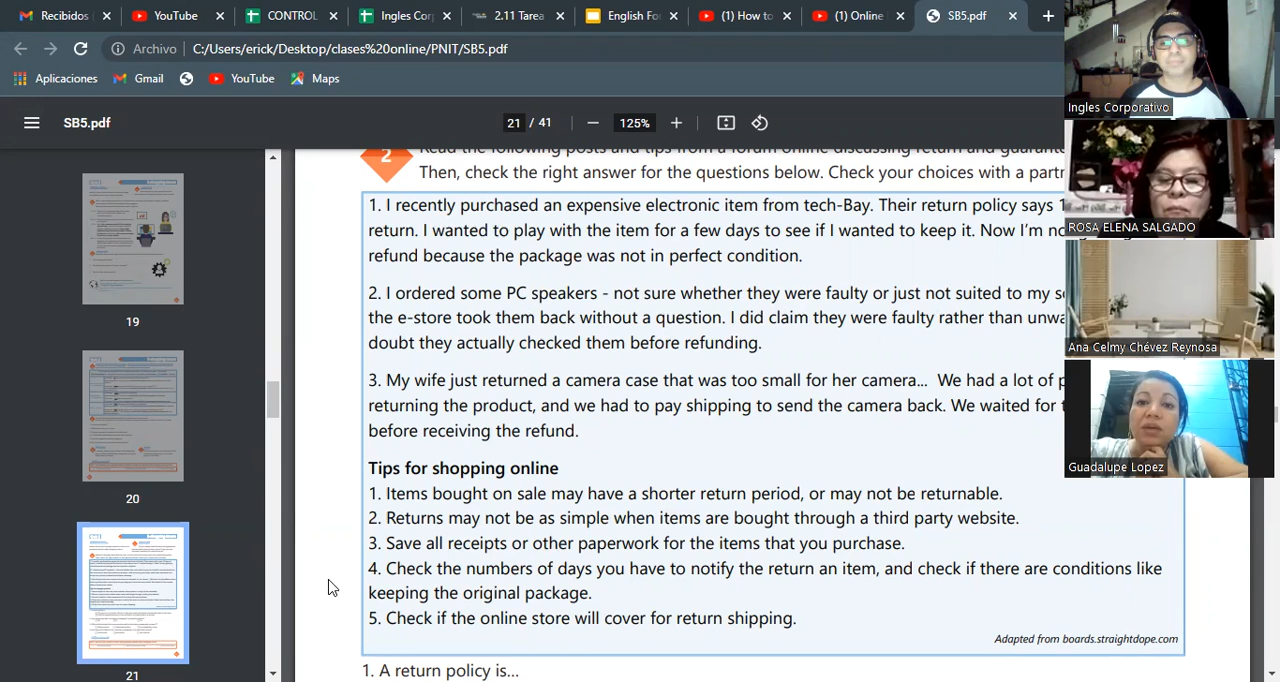 Recibidos
YouTube
CONTROL
Ingles Cor
2.11 Tarea
English Fo
(1) How to
(1) Online
SB5.pdf
Archivo
C:/Users/erick/Desktop/clases%20online/PNIT/SB5.pdf
Aplicaciones
Gmail
YouTube
Maps
SB5.pdf
21 / 41
125%
19
20
21
2
Read the following posts and tips from a forum online discussing return and
Then, check the right answer for the questions below. Check your choices with a
1. I recently purchased an expensive electronic item from tech-Bay. Their return policy says
return. I wanted to play with the item for a few days to see if I wanted to keep it. Now I'm
refund because the package was not in perfect condition.
2. I ordered some PC speakers - not sure whether they were faulty or just not suited to my
the e-store took them back without a question. I did claim they were faulty rather than
doubt they actually checked them before refunding.
3. My wife just returned a camera case that was too small for her camera... We had a lot of
returning the product, and we had to pay shipping to send the camera back. We waited for
before receiving the refund.
Tips for shopping online
1. Items bought on sale may have a shorter return period, or may not be returnable.
2. Returns may not be as simple when items are bought through a third party website.
3. Save all receipts or other paperwork for the items that you purchase.
4. Check the number of days you have to notify the return an item, and check if there are conditions like
keeping the original package.
5. Check if the online store will cover for return shipping.
Adapted from boards.straightdope.com
1. A return policy is...
Ingles Corporativo
ROSA ELENA SALGADO
Ana Celmy Chévez Reynosa
Guadalupe Lopez